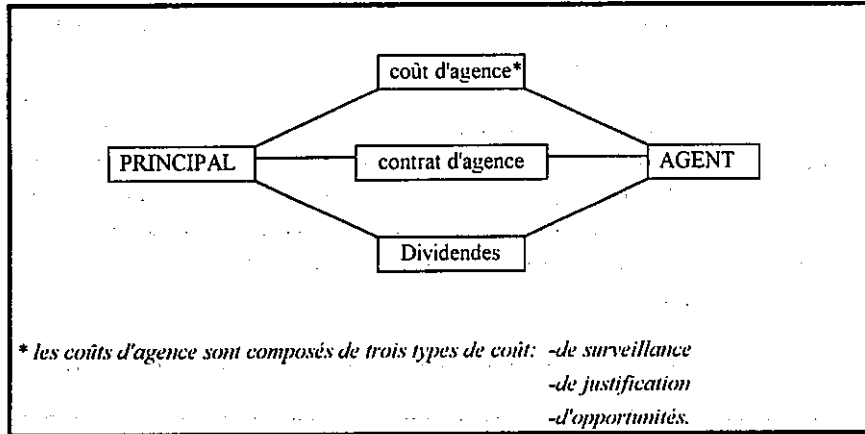 coût d'agence*
PRINCIPAL contrat d'agence AGENT
Dividendes
* les coûts d'agence sont composés de trois types de coût: -de surveillance
-de justification
-d'opportunités.